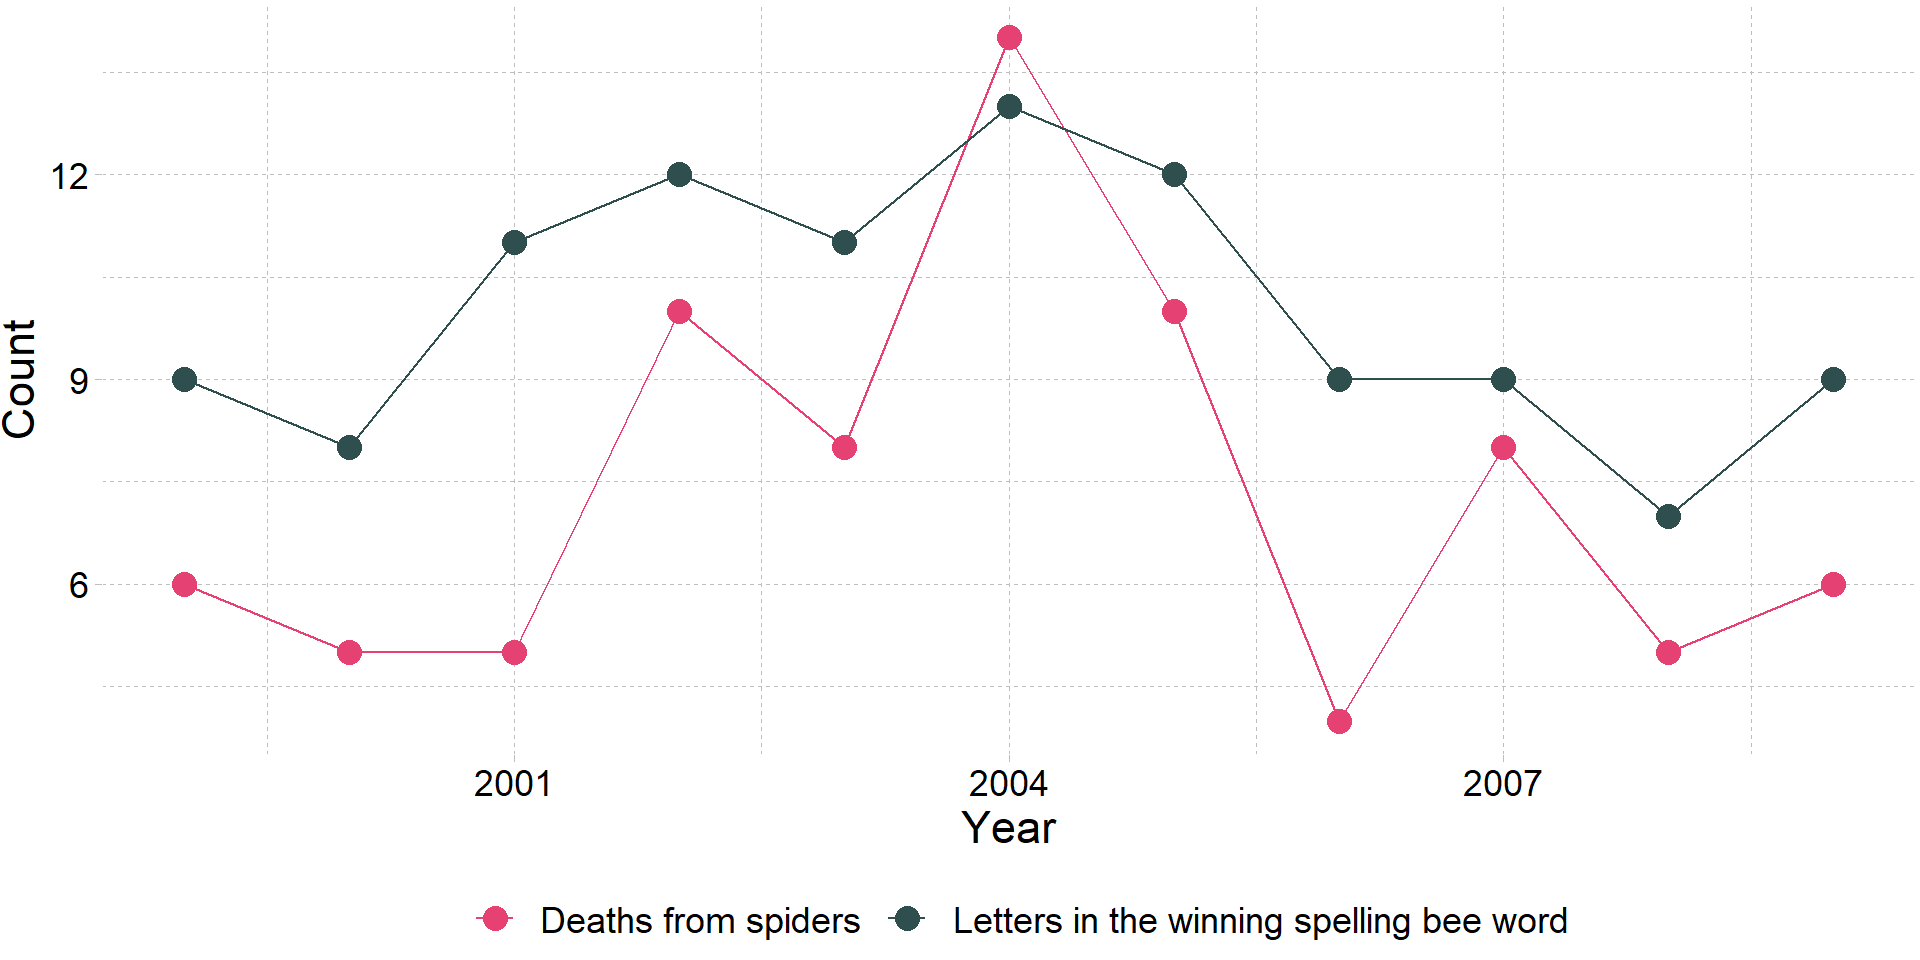 12
9
6
Count
2001 2004 2007
Year
Deaths from spiders Letters in the winning spelling bee word